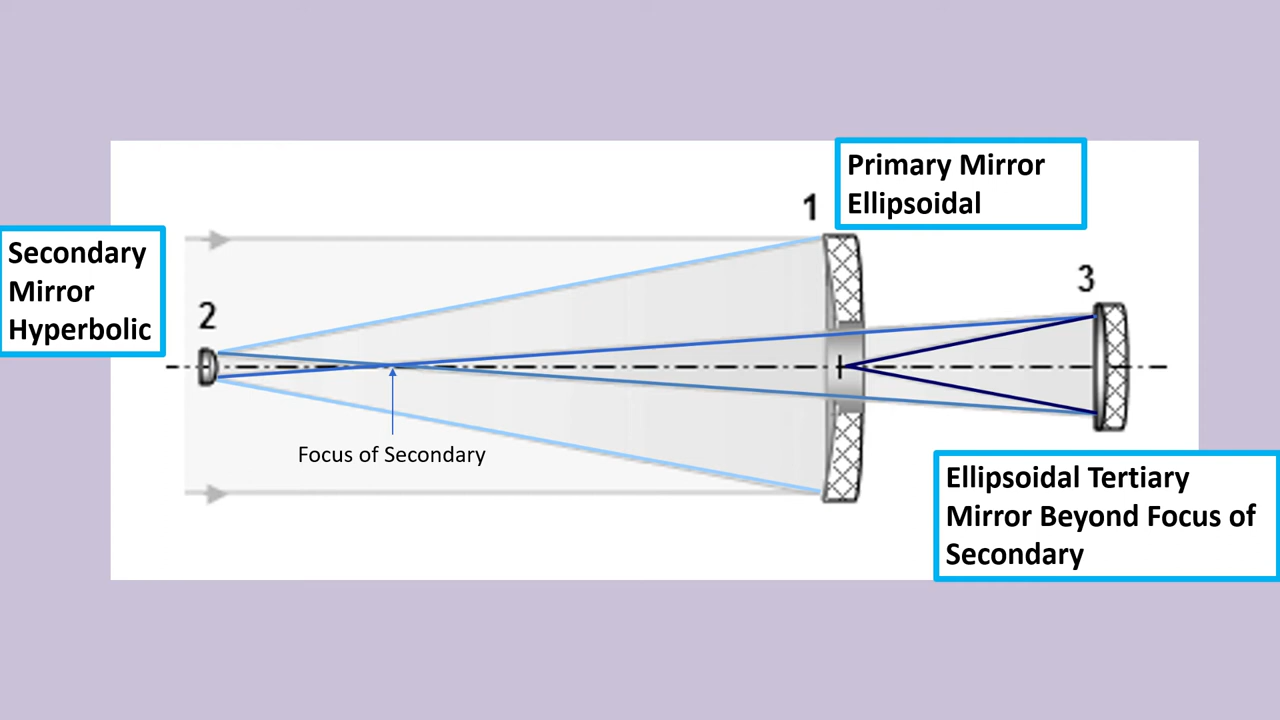 Primary Mirror
Ellipsoidal
1
Secondary
Mirror
Hyperbolic
2
3
Focus of Secondary
Ellipsoidal Tertiary
Mirror Beyond Focus of
Secondary